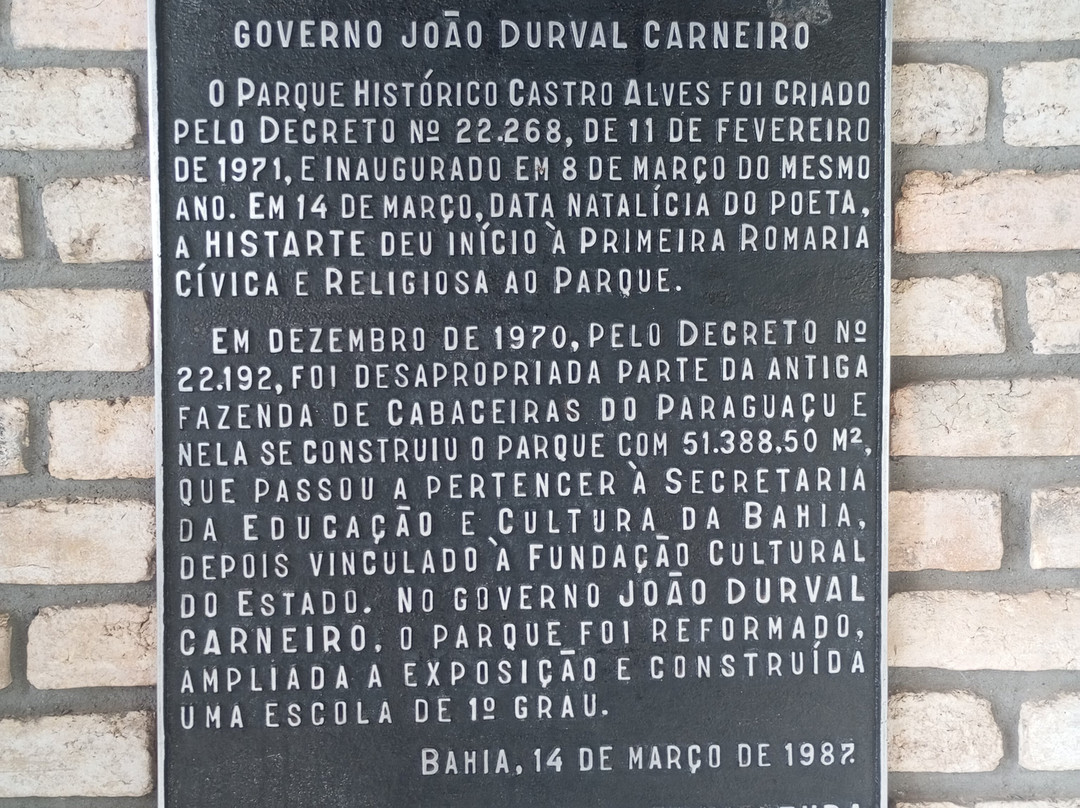 GOVERNO JOÃO DURVAL CARNEIRO
O PARQUE HISTÓRICO CASTRO ALVES FOI CRIADO
PELO DECRETO Nº 22.268, DE 11 DE FEVEREIRO
DE 1971, E INAUGURADO EM 8 DE MARÇO DO MESMO
ANO. EM 14 DE MARÇO, DATA NATALÍCIA DO POETA,
A HISTARTE DEU INÍCIO À PRIMEIRA ROMARIA
CÍVICA E RELIGIOSA AO PARQUE.
EM DEZEMBRO DE 1970, PELO DECRETO Nº
22.192, FOI DESAPROPRIADA PARTE DA ANTIGA
FAZENDA DE CABACEIRAS DO PARAGUAÇU E
NELA SE CONSTRUIU O PARQUE COM 51.388,50 M²,
QUE PASSOU A PERTENCER À SECRETARIA
DA EDUCAÇÃO E CULTURA DA BAHIA,
DEPOIS VINCULADO À FUNDAÇÃO CULTURAL
DO ESTADO. NO GOVERNO JOÃO DURVAL
CARNEIRO, O PARQUE FOI REFORMADO,
AMPLIADA A EXPOSIÇÃO E CONSTRUÍDA
UMA ESCOLA DE 1º GRAU.
BAHIA, 14 DE MARÇO DE 1987.